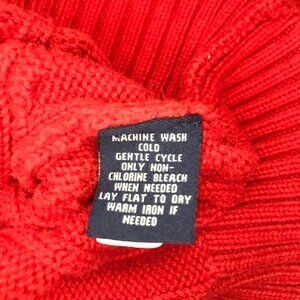 MACHINE WASH
COLD
GENTLE CYCLE
ONLY NON-
CHLORINE BLEACH
WHEN NEEDED
LAY FLAT TO DRY
WARM IRON IF
NEEDED